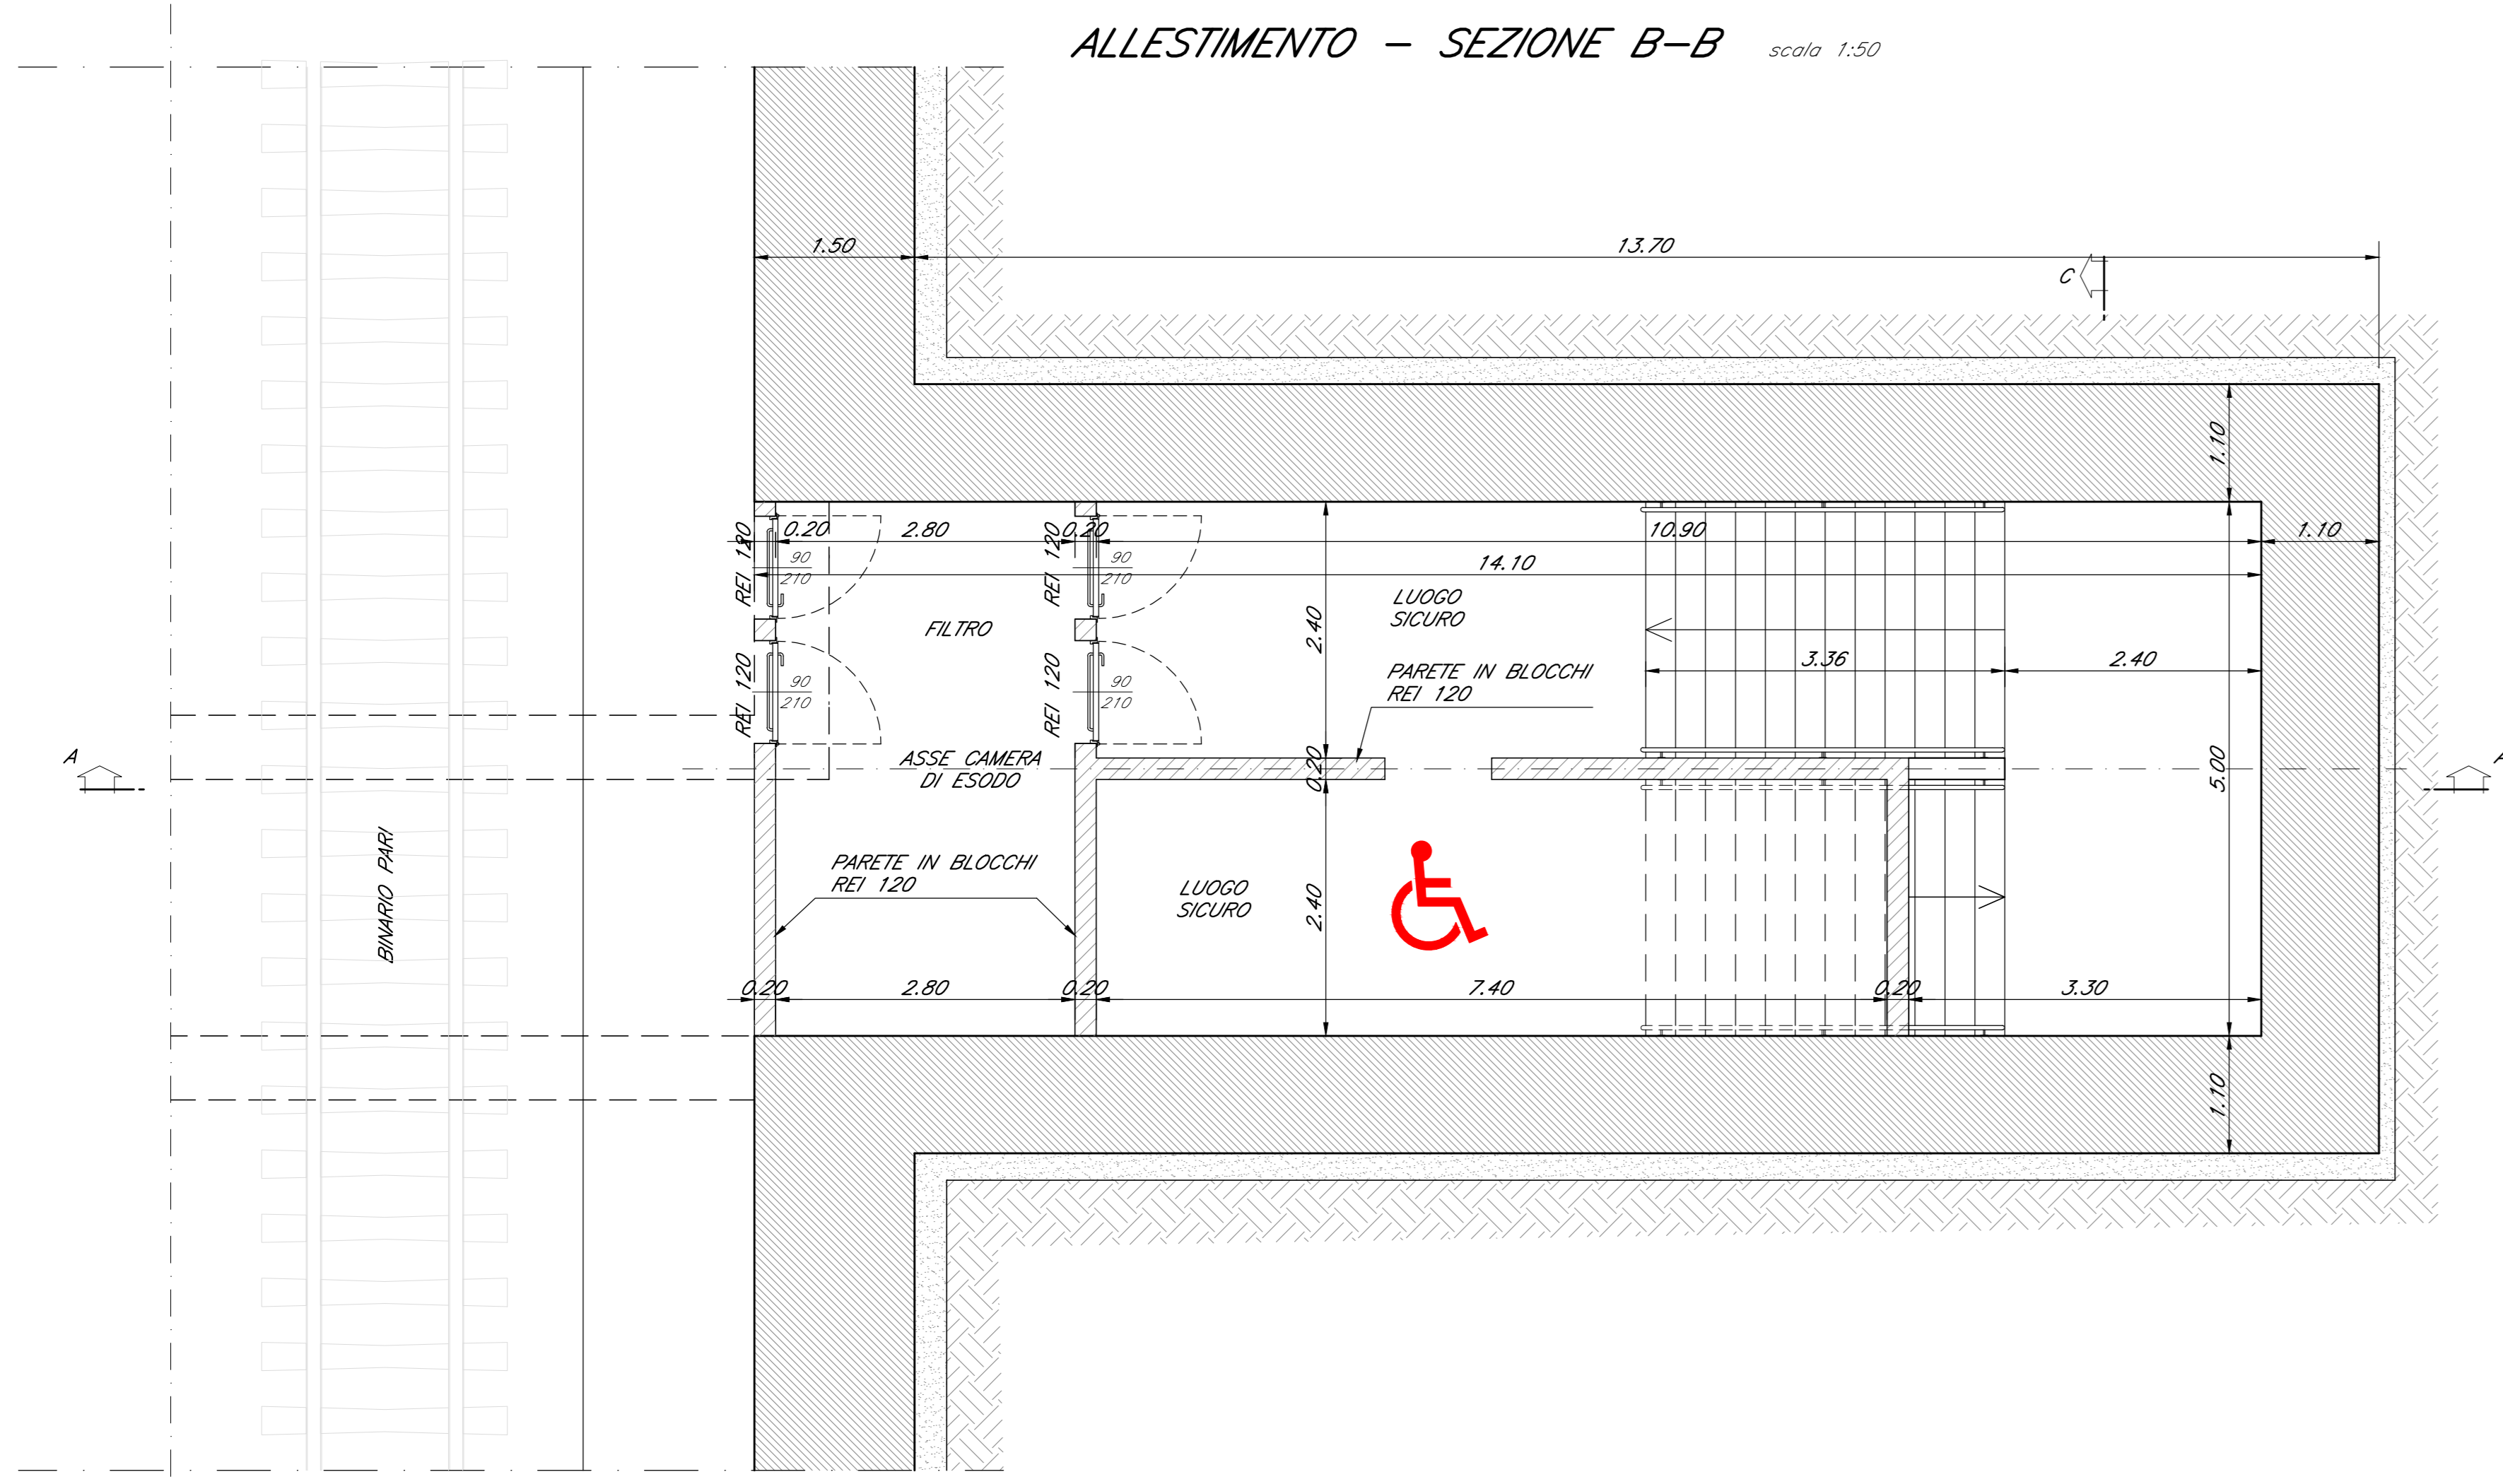 ALLESTIMENTO – SEZIONE B–B scala 1:50
1.50
13.70
C
1.10
REI 120
0.20
2.80
REI 120
0.20
10.90
1.10
90
210
90
210
14.10
LUOGO
SICURO
FILTRO
2.40
REI 120
REI 120
90
210
90
210
3.36
2.40
PARETE IN BLOCCHI
REI 120
A
ASSE CAMERA
DI ESODO
0.20
5.00
A
BINARIO PARI
PARETE IN BLOCCHI
REI 120
LUOGO
SICURO
2.40
0.20
2.80
0.20
7.40
0.20
3.30
1.10